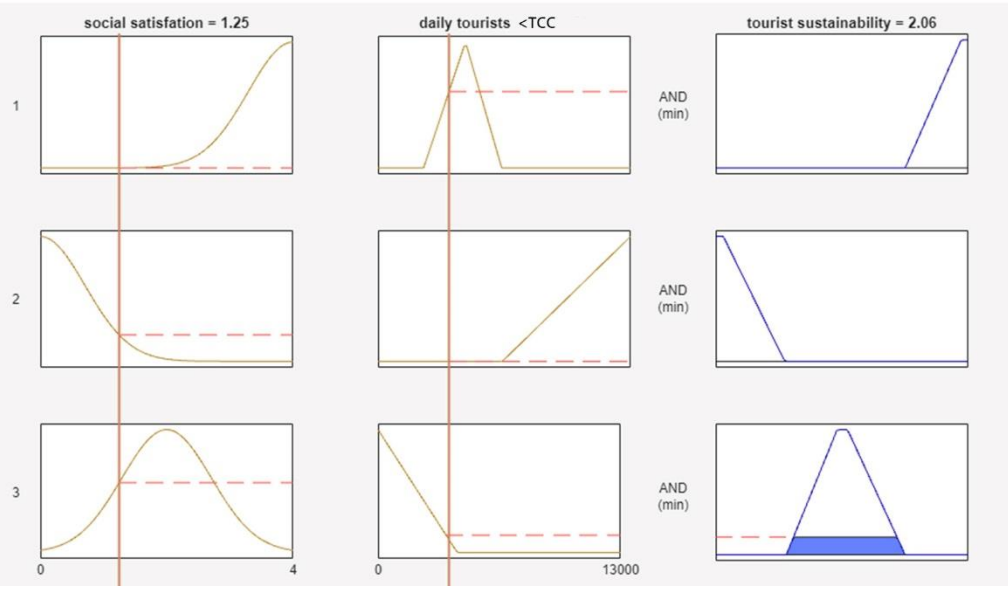 social satisfation = 1.25
daily tourists <TCC
tourist sustainability = 2.06
1
AND
(min)
2
AND
(min)
3
AND
(min)
0
4
0
13000